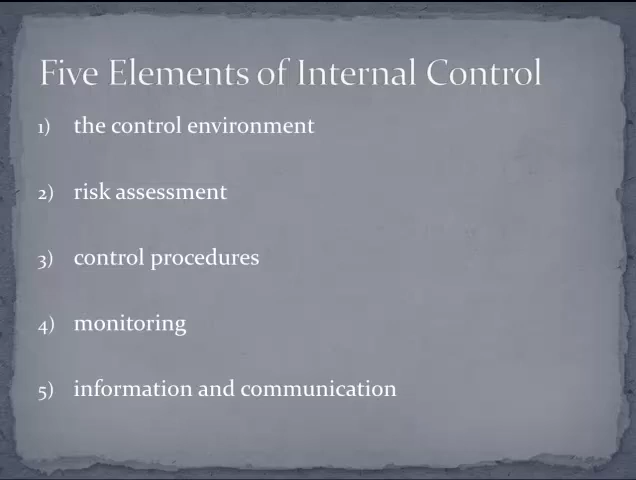 Five Elements of Internal Control
1) the control environment
2) risk assessment
3) control procedures
4) monitoring
5) information and communication